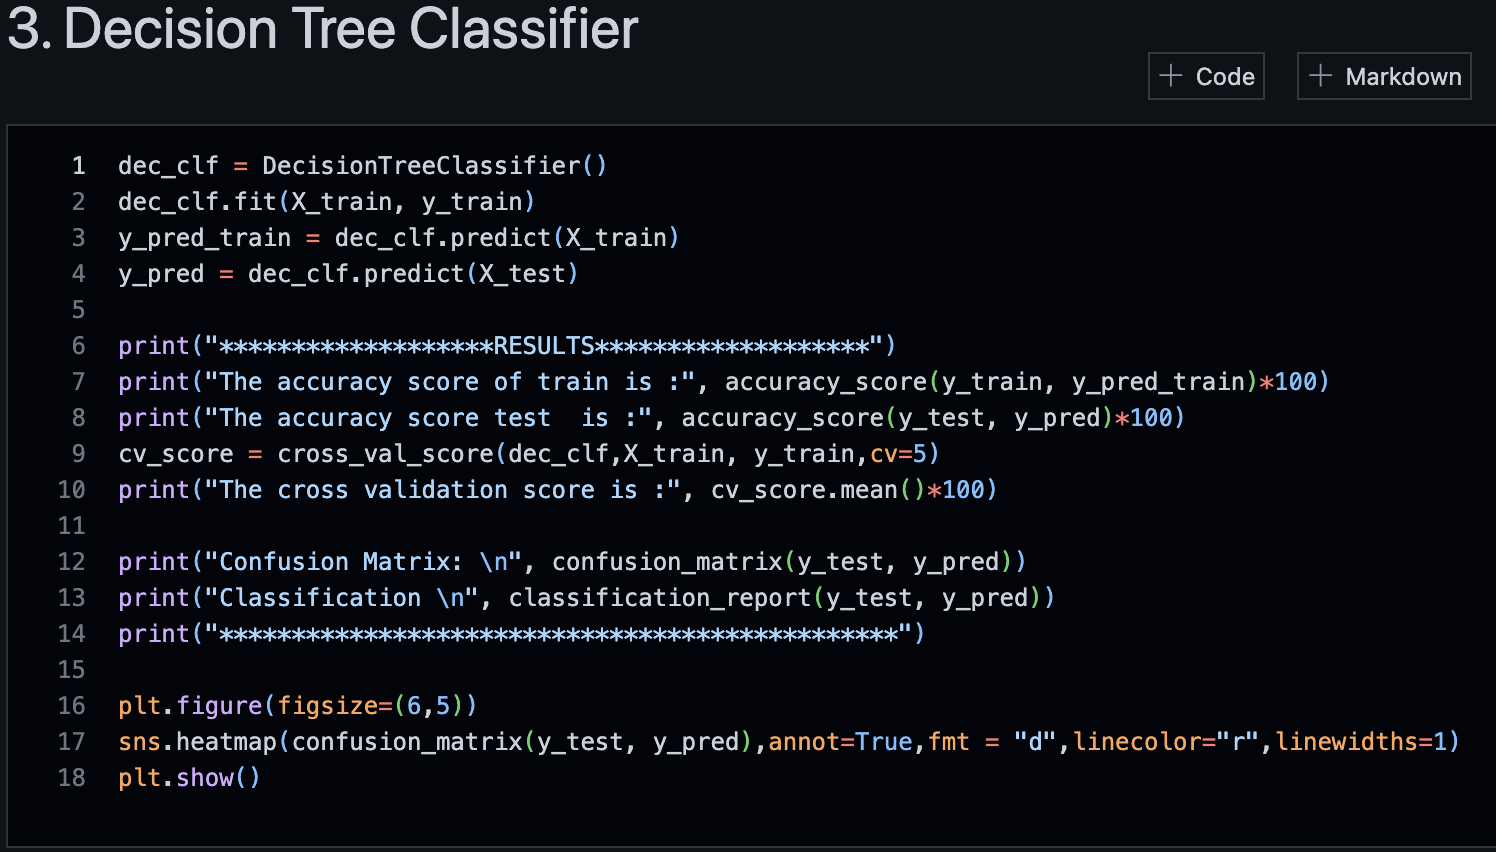 3. Decision Tree Classifier
+ Code
+ Markdown
1 dec_clf = DecisionTreeClassifier()
2 dec_clf.fit(X_train, y_train)
3 y_pred_train = dec_clf.predict(X_train)
4 y_pred = dec_clf.predict(X_test)
5
6 print("*******************RESULTS*******************")
7 print("The accuracy score of train is :", accuracy_score(y_train, y_pred_train)*100)
8 print("The accuracy score test  is :", accuracy_score(y_test, y_pred)*100)
9 cv_score = cross_val_score(dec_clf,X_train, y_train,cv=5)
10 print("The cross validation score is :", cv_score.mean()*100)
11
12 print("Confusion Matrix: \n", confusion_matrix(y_test, y_pred))
13 print("Classification \n", classification_report(y_test, y_pred))
14 print("***********************************************")
15
16 plt.figure(figsize=(6,5))
17 sns.heatmap(confusion_matrix(y_test, y_pred),annot=True,fmt = "d",linecolor="r",linewidths=1)
18 plt.show()